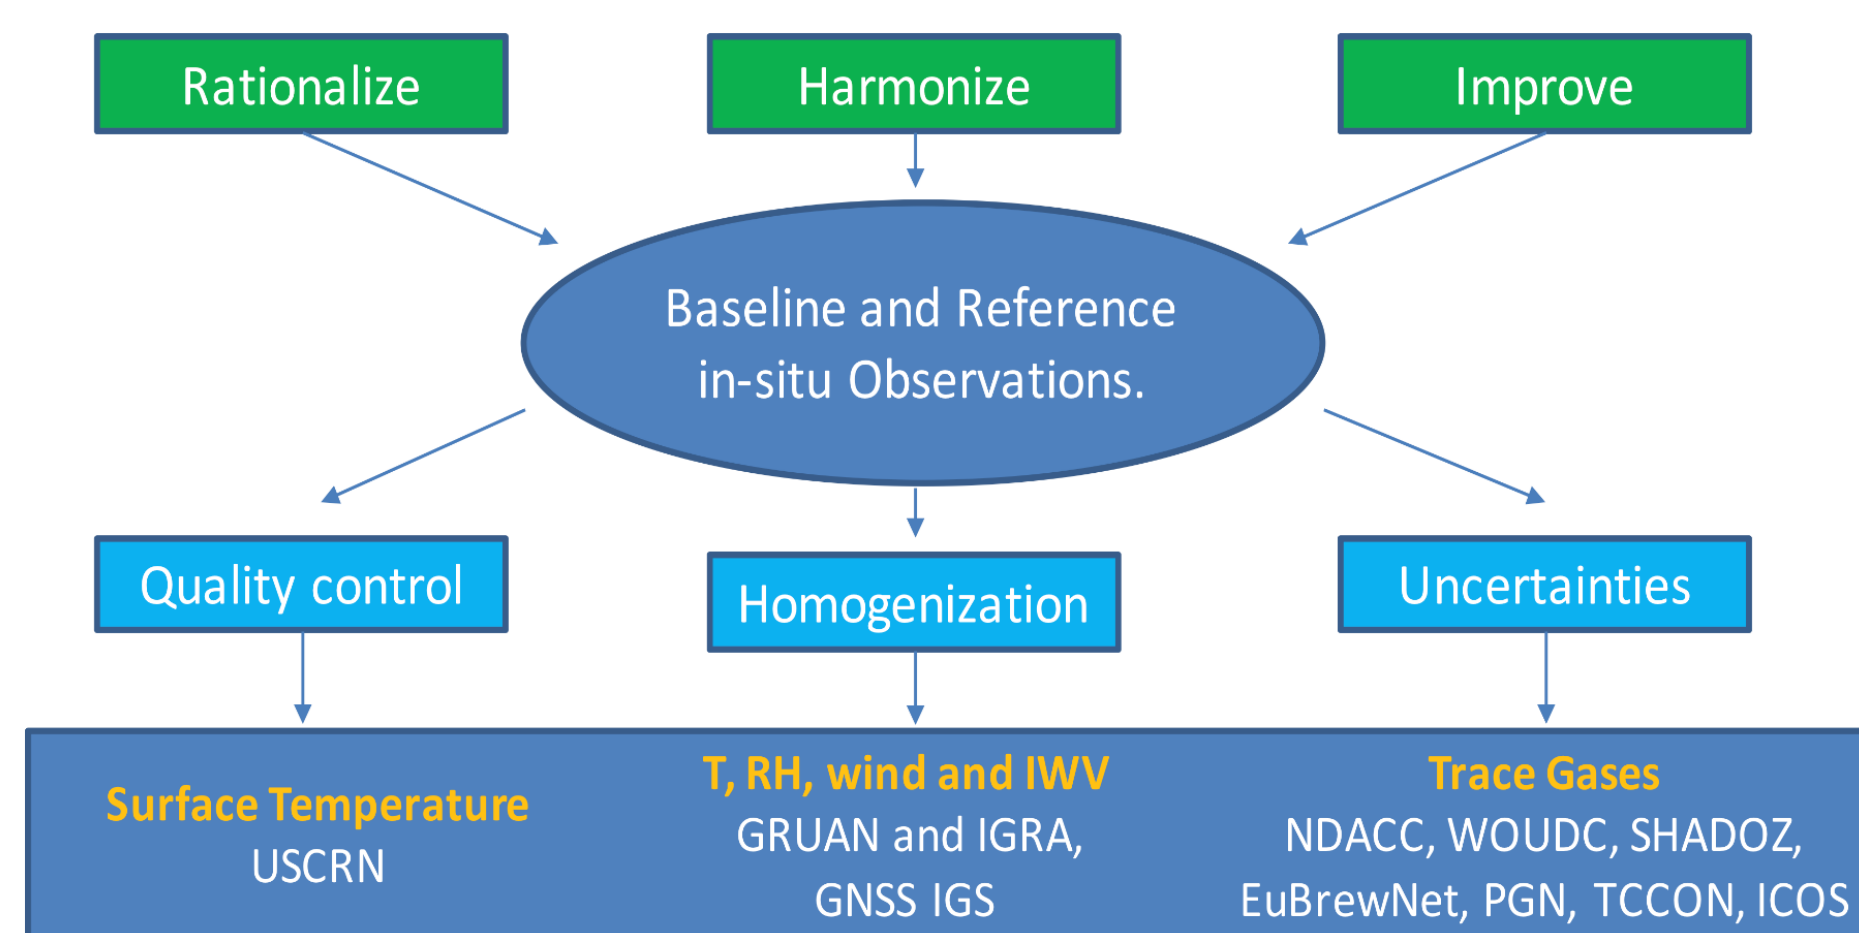 Rationalize
Harmonize
Improve
Baseline and Reference
in-situ Observations.
Quality control
Homogenization
Uncertainties
Surface Temperature
USCRN
T, RH, wind and IWV
GRUAN and IGRA,
GNSS IGS
Trace Gases
NDACC, WOUDC, SHADOZ,
EuBrewNet, PGN, TCCON, ICOS